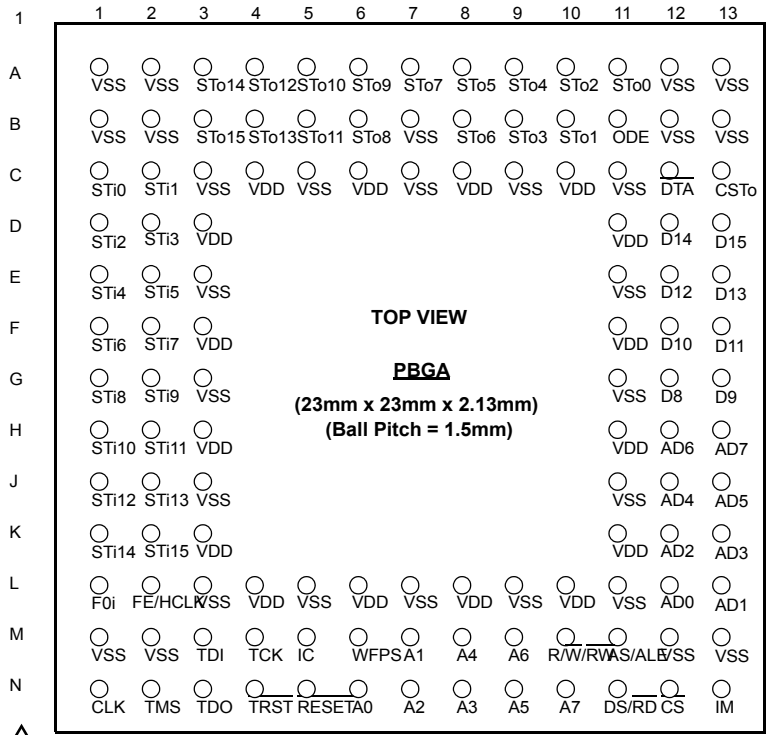 1
1 2 3 4 5 6 7 8 9 10 11 12 13
A
VSS VSS STo14 STo12 STo10 STo9 STo7 STo5 STo4 STo2 STo0 VSS VSS
B
VSS VSS STo15 STo13 STo11 STo8 VSS STo6 STo3 STo1 ODE VSS VSS
C
STi0 STi1 VSS VDD VSS VDD VSS VDD VSS VDD VSS DTA CSTo
D
STi2 STi3 VDD VDD D14 D15
E
STi4 STi5 VSS VSS D12 D13
TOP VIEW
F
STi6 STi7 VDD VDD D10 D11
PBGA
G
STi8 STi9 VSS VSS D8 D9
(23mm x 23mm x 2.13mm)
(Ball Pitch = 1.5mm)
H
STi10 STi11 VDD VDD AD6 AD7
J
STi12 STi13 VSS VSS AD4 AD5
K
STi14 STi15 VDD VDD AD2 AD3
L
F0i FE/HCLK VSS VDD VSS VDD VSS VDD VSS VDD VSS AD0 AD1
M
VSS VSS TDI TCK IC WFPS A1 A4 A6 R/W/RW AS/ALE VSS VSS
N
CLK TMS TDO TRST RESET A0 A2 A3 A5 A7 DS/RD CS IM